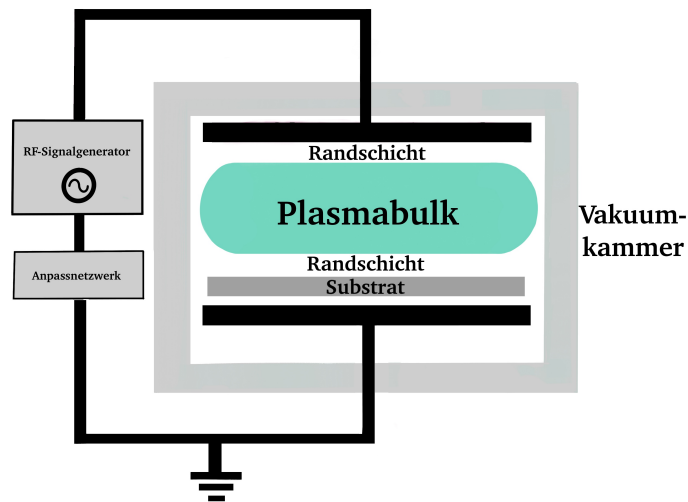 RF-Signalgenerator
Anpassnetzwerk
Randschicht
Plasmabulk
Randschicht
Substrat
Vakuum-
kammer